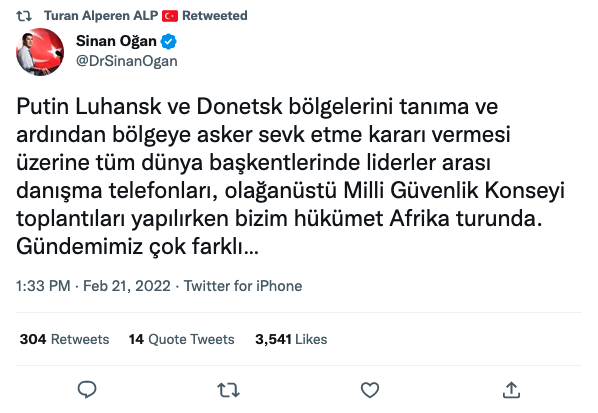 Turan Alperen ALP 🇹🇷 Retweeted
Sinan Oğan
@DrSinanOgan
Putin Luhansk ve Donetsk bölgelerini tanıma ve
ardından bölgeye asker sevk etme kararı vermesi
üzerine tüm dünya başkentlerinde liderler arası
danışma telefonları, olağanüstü Milli Güvenlik Konseyi
toplantıları yapılırken bizim hükümet Afrika turunda.
Gündemimiz çok farklı...
1:33 PM · Feb 21, 2022 · Twitter for iPhone
304 Retweets 14 Quote Tweets 3,541 Likes